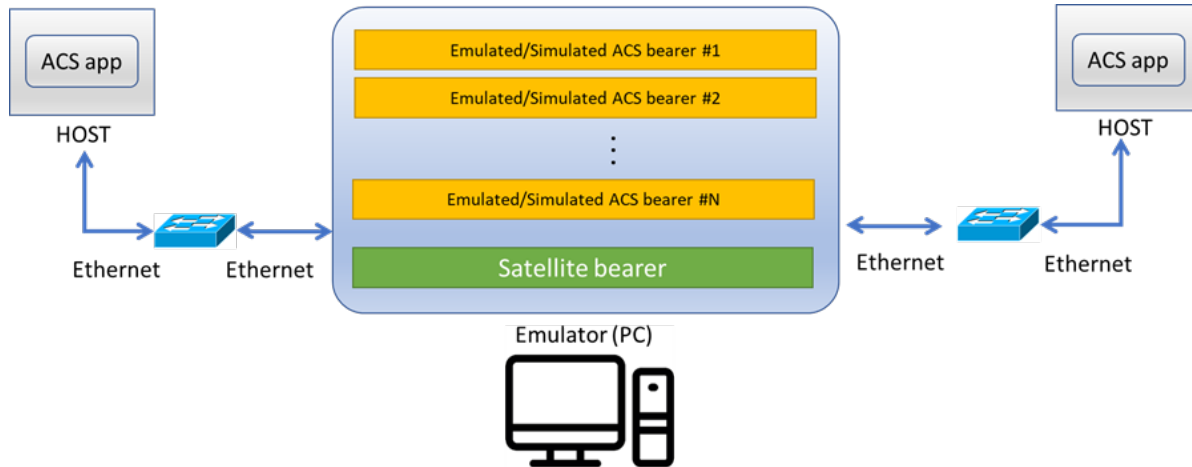 ACS app
HOST
Ethernet
Ethernet
Emulated/Simulated ACS bearer #1
Emulated/Simulated ACS bearer #2
⋮
Emulated/Simulated ACS bearer #N
Satellite bearer
Emulator (PC)
ACS app
HOST
Ethernet
Ethernet